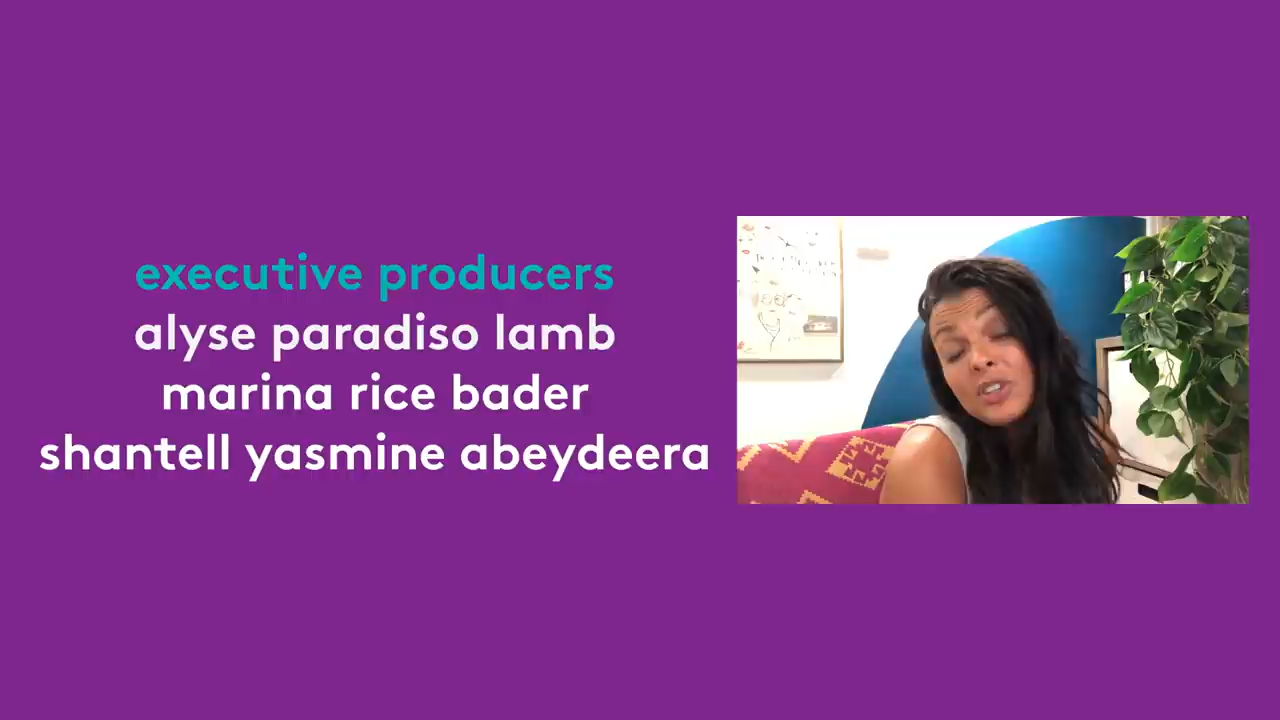 executive producers
alyse paradiso lamb
marina rice bader
shantell yasmine abeydeera